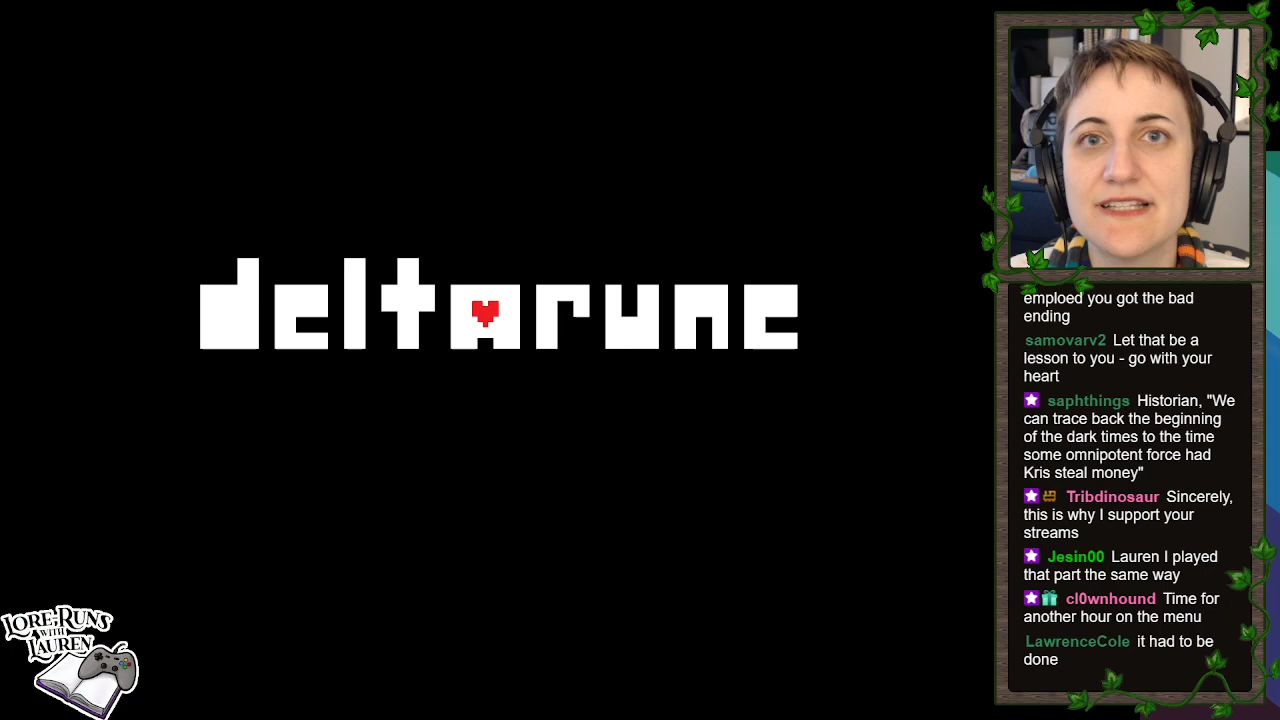 deltarune
emploed you got the bad
ending
samovarv2 Let that be a
lesson to you - go with your
heart
saphthings Historian, "We
can trace back the beginning
of the dark times to the time
some omnipotent force had
Kris steal money"
Tribdinosaur Sincerely,
this is why I support your
streams
Jesin00 Lauren I played
that part the same way
cl0wnhound Time for
another hour on the menu
LawrenceCole it had to be
done
LORE-RUNS
WITH
LAUREN